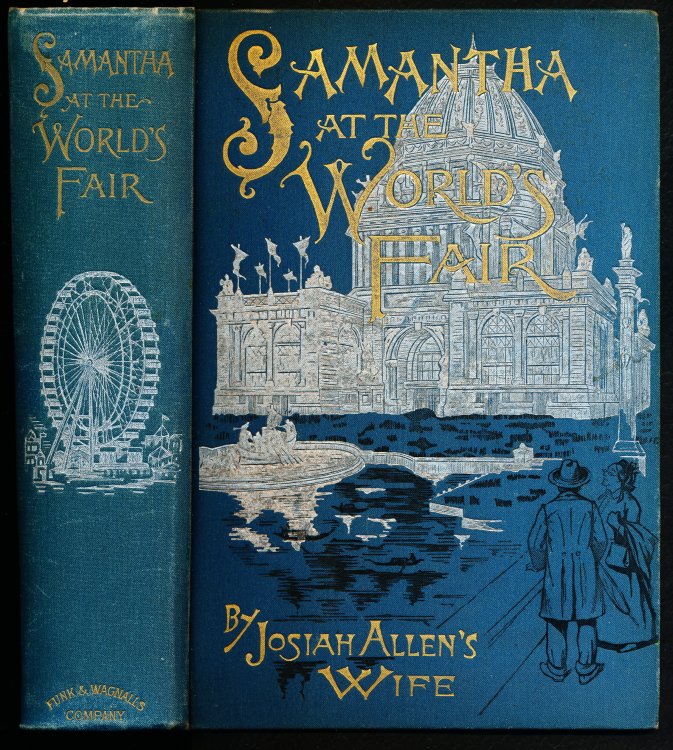 SAMANTHA
AT THE
WORLD'S
FAIR
FUNK & WAGNALLS
COMPANY
SAMANTHA
AT THE
WORLD'S
FAIR
BY JOSIAH ALLEN'S
WIFE